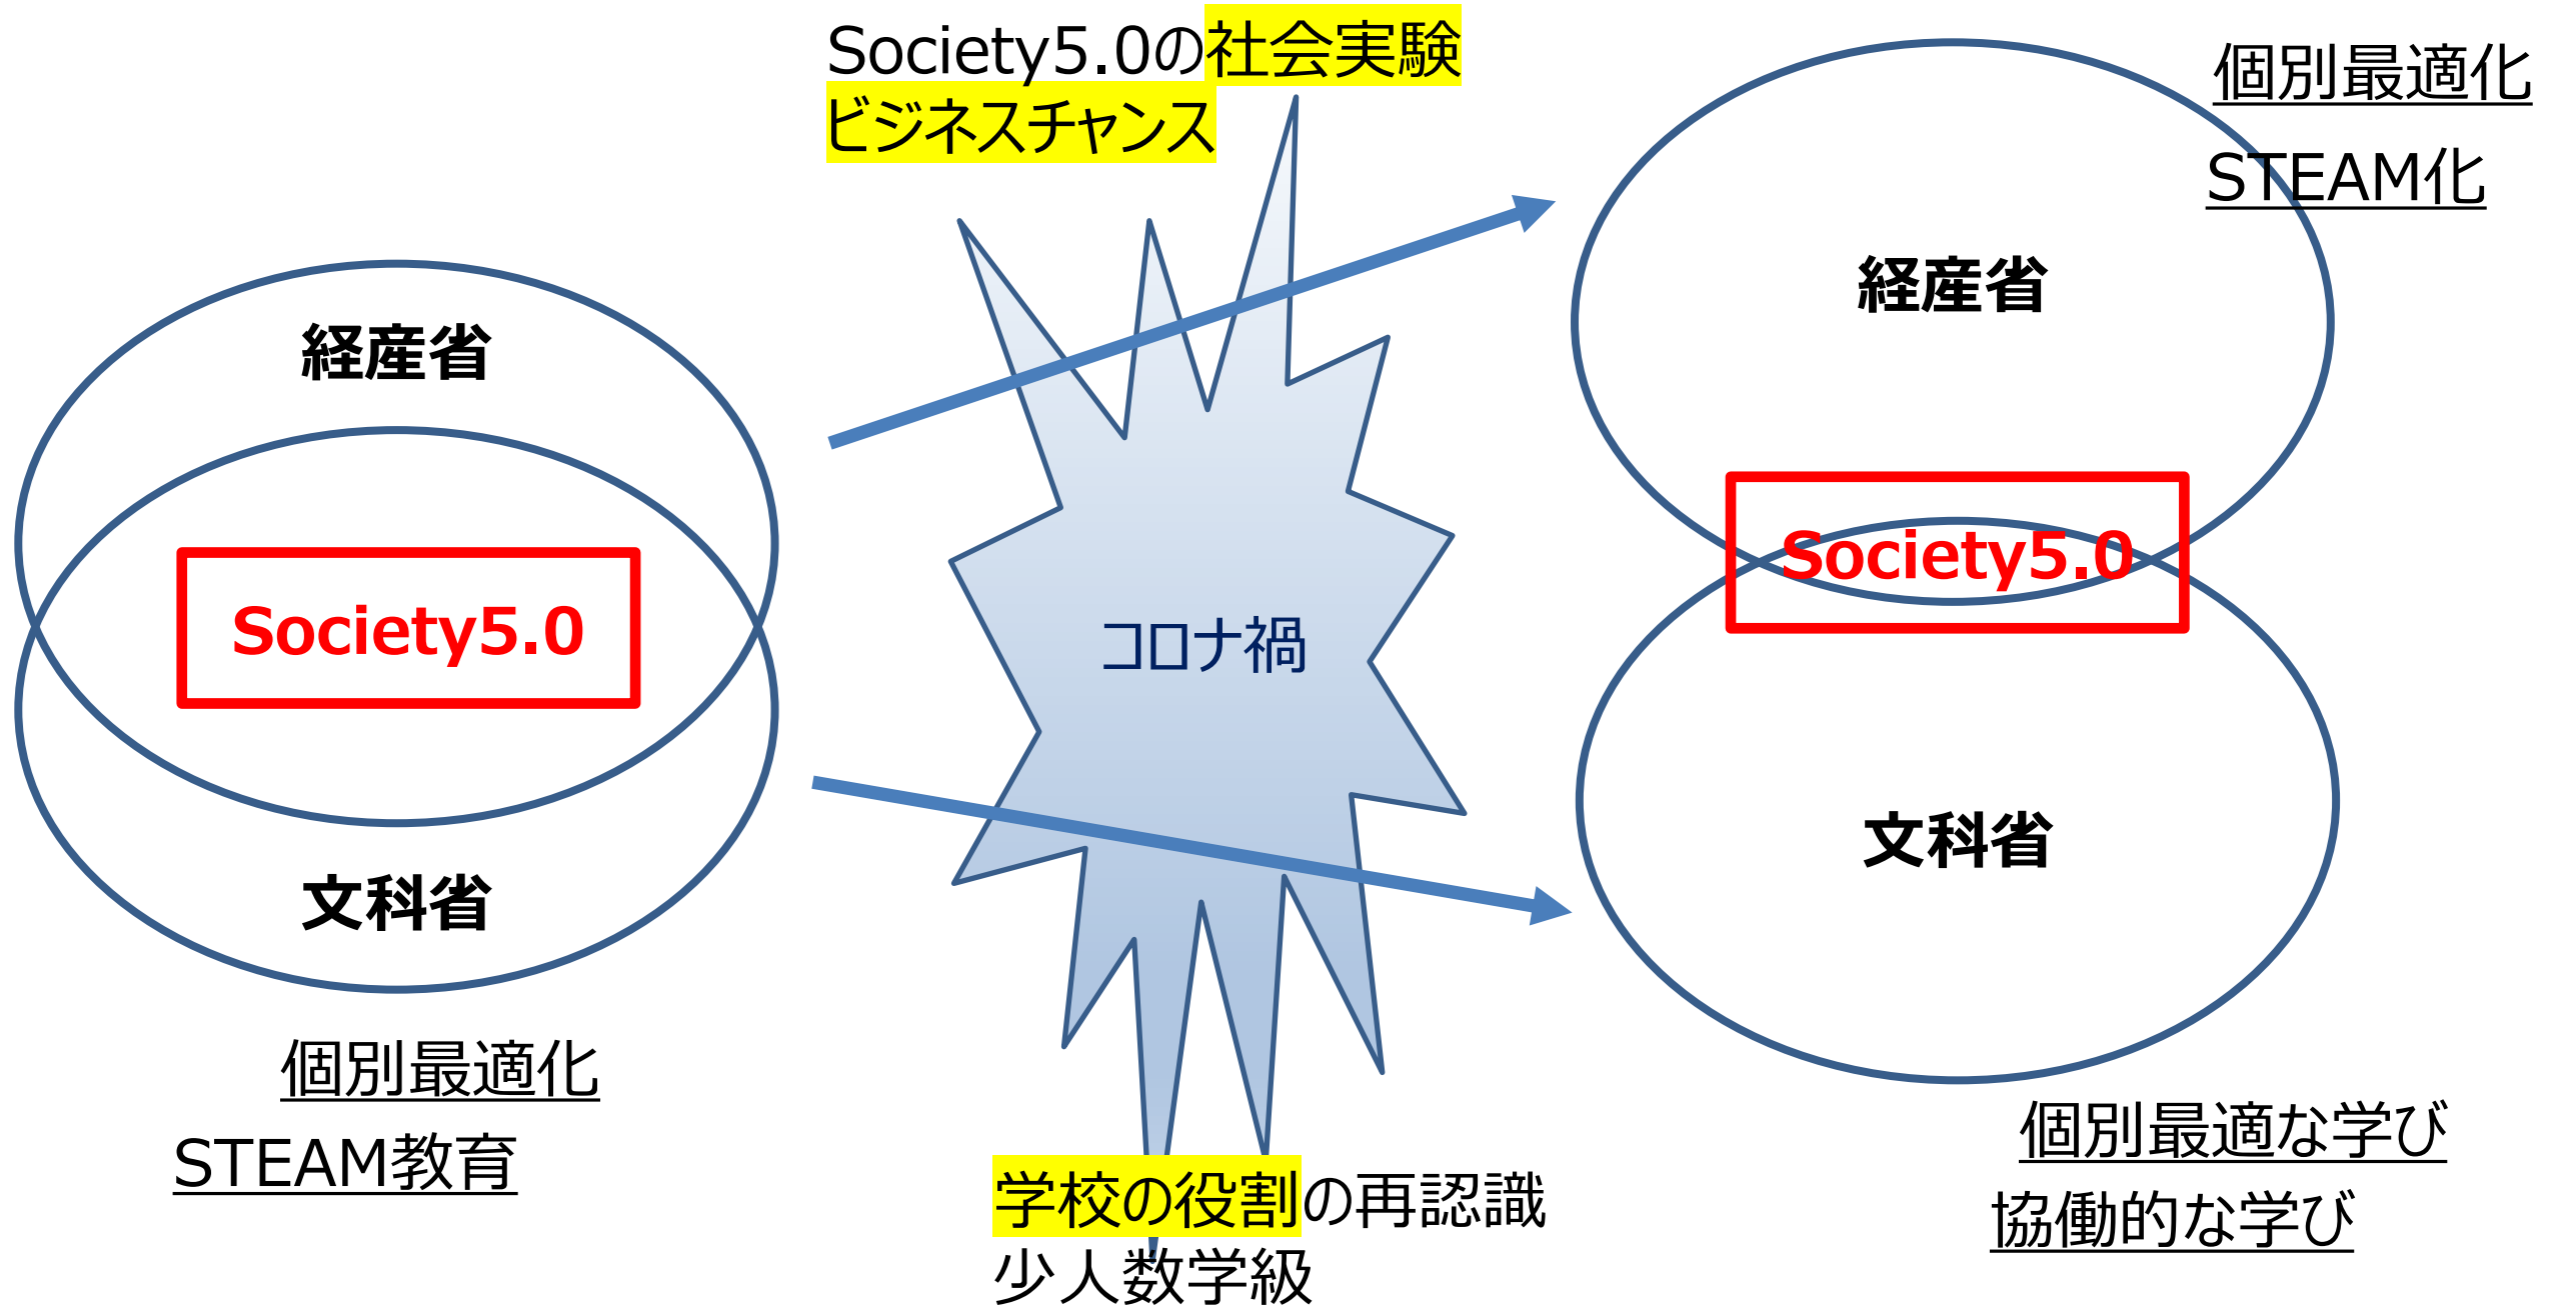 Society5.0の社会実験
ビジネスチャンス
経産省
Society5.0
文科省
個別最適化
STEAM教育
コロナ禍
学校の役割の再認識
少人数学級
個別最適化
STEAM化
経産省
Society5.0
文科省
個別最適な学び
協働的な学び